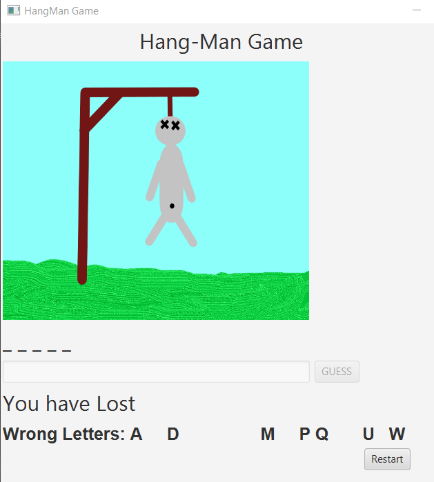 HangMan Game
Hang-Man Game
_ _ _ _ _
GUESS
You have Lost
Wrong Letters: A D M P Q U W
Restart